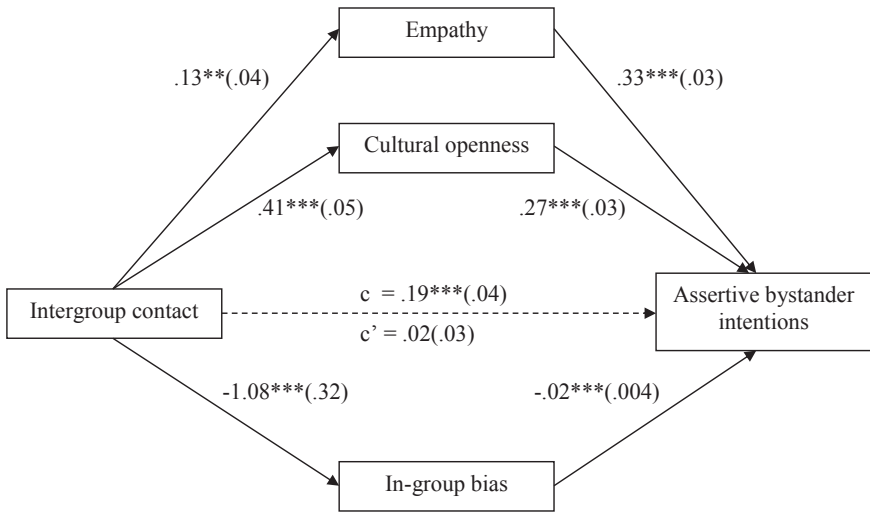 Empathy
.13**(.04)
.33***(.03)
Cultural openness
.41***(.05)
.27***(.03)
Intergroup contact
c = .19***(.04)
c’ = .02(.03)
Assertive bystander
intentions
-1.08***(.32)
-.02***(.004)
In-group bias